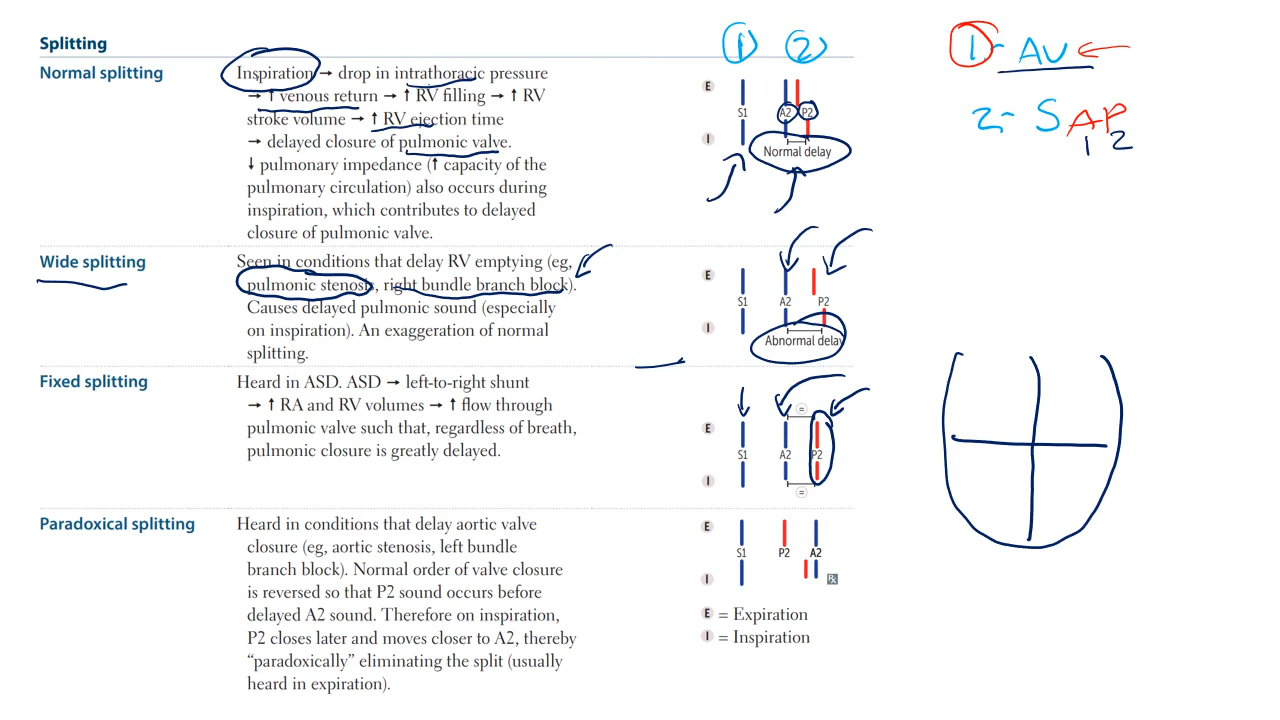 Splitting
① ②
1- AV
2- S AP
1 2
Normal splitting
Inspiration → drop in intrathoracic pressure
→ ↑ venous return → ↑ RV filling → ↑ RV
stroke volume → ↑ RV ejection time
→ delayed closure of pulmonic valve.
↓ pulmonary impedance (↑ capacity of the
pulmonary circulation) also occurs during
inspiration, which contributes to delayed
closure of pulmonic valve.
E
S1 A2 P2
I
Normal delay
Wide splitting
Seen in conditions that delay RV emptying (eg,
pulmonic stenosis, right bundle branch block).
Causes delayed pulmonic sound (especially
on inspiration). An exaggeration of normal
splitting.
E
S1 A2 P2
I
Abnormal delay
Fixed splitting
Heard in ASD. ASD → left-to-right shunt
→ ↑ RA and RV volumes → ↑ flow through
pulmonic valve such that, regardless of breath,
pulmonic closure is greatly delayed.
=
E
S1 A2 P2
I
=
Paradoxical splitting
Heard in conditions that delay aortic valve
closure (eg, aortic stenosis, left bundle
branch block). Normal order of valve closure
is reversed so that P2 sound occurs before
delayed A2 sound. Therefore on inspiration,
P2 closes later and moves closer to A2, thereby
“paradoxically” eliminating the split (usually
heard in expiration).
E
S1 P2 A2
I
℞
E = Expiration
I = Inspiration